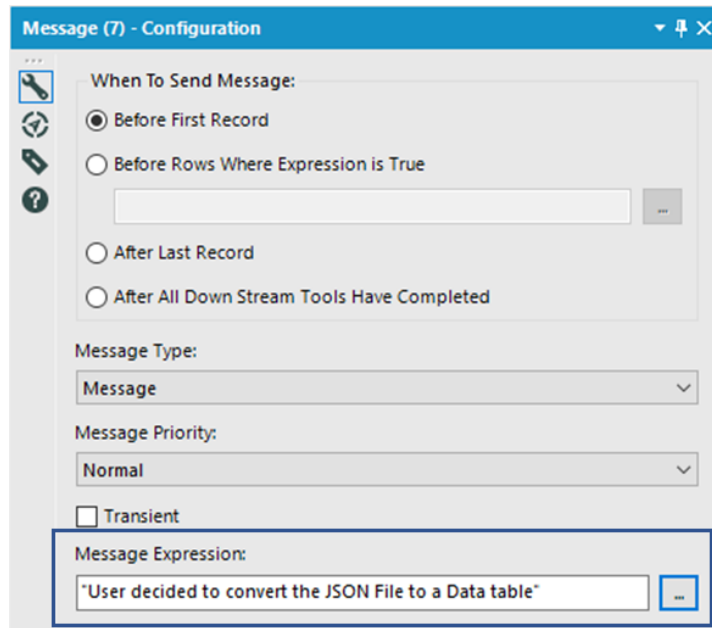 Message (7) - Configuration
When To Send Message:
Before First Record
Before Rows Where Expression is True
...
After Last Record
After All Down Stream Tools Have Completed
Message Type:
Message
Message Priority:
Normal
Transient
Message Expression:
"User decided to convert the JSON File to a Data table"
...